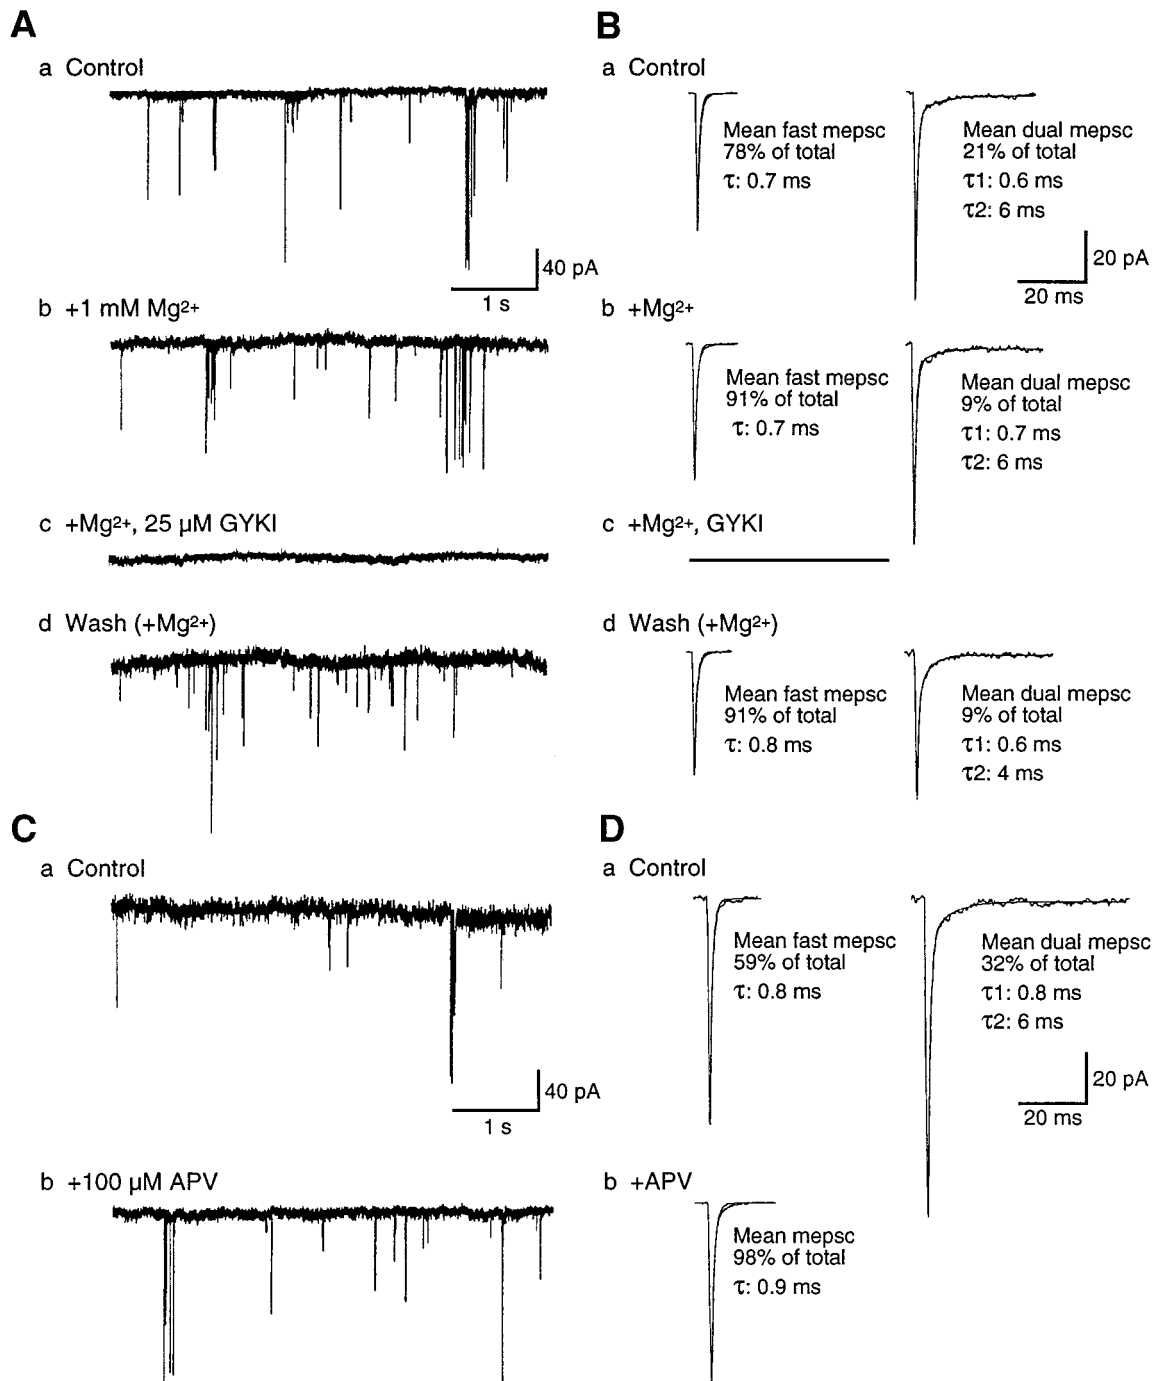 A
B
a Control
40 pA
1 s
b +1 mM Mg2+
c +Mg2+, 25 µM GYKI
d Wash (+Mg2+)
a Control
Mean fast mepsc
78% of total
τ: 0.7 ms
Mean dual mepsc
21% of total
τ1: 0.6 ms
τ2: 6 ms
20 pA
20 ms
b +Mg2+
Mean fast mepsc
91% of total
τ: 0.7 ms
Mean dual mepsc
9% of total
τ1: 0.7 ms
τ2: 6 ms
c +Mg2+, GYKI
d Wash (+Mg2+)
Mean fast mepsc
91% of total
τ: 0.8 ms
Mean dual mepsc
9% of total
τ1: 0.6 ms
τ2: 4 ms
C
a Control
40 pA
1 s
b +100 µM APV
D
a Control
Mean fast mepsc
59% of total
τ: 0.8 ms
Mean dual mepsc
32% of total
τ1: 0.8 ms
τ2: 6 ms
20 pA
20 ms
b +APV
Mean mepsc
98% of total
τ: 0.9 ms